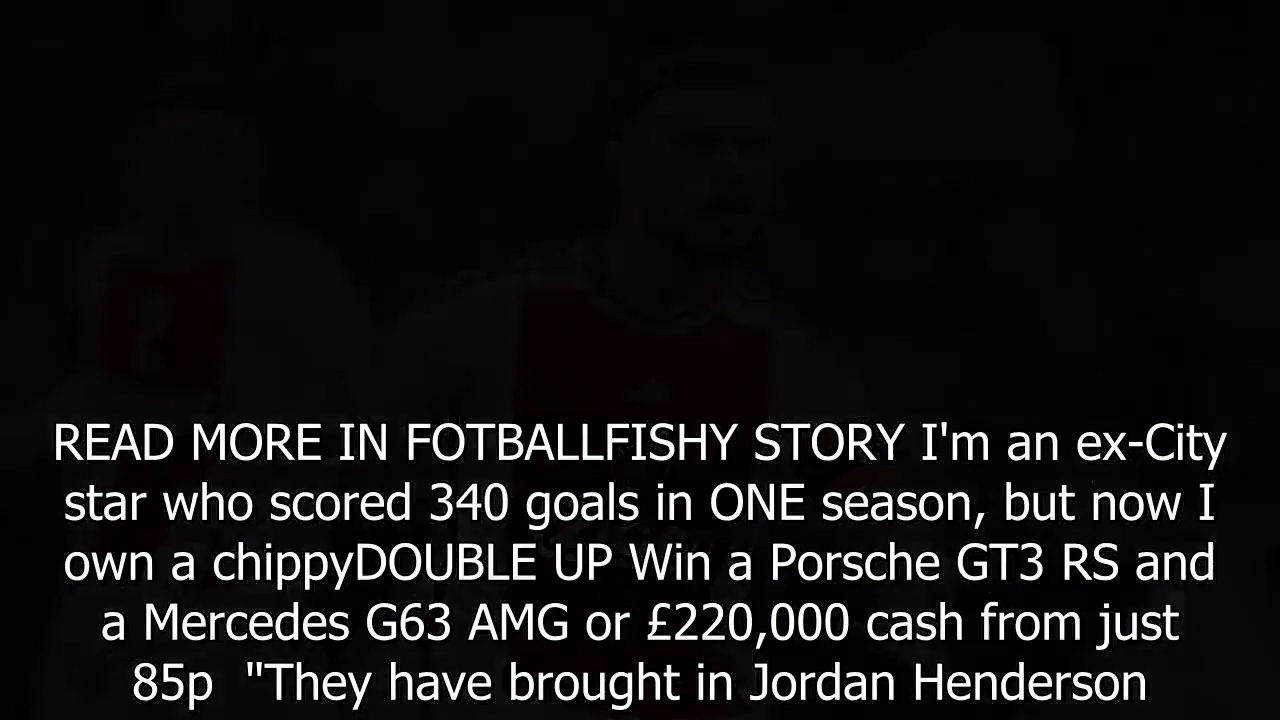 READ MORE IN FOTBALLFISHY STORY I'm an ex-City
star who scored 340 goals in ONE season, but now I
own a chippyDOUBLE UP Win a Porsche GT3 RS and
a Mercedes G63 AMG or £220,000 cash from just
85p  "They have brought in Jordan Henderson